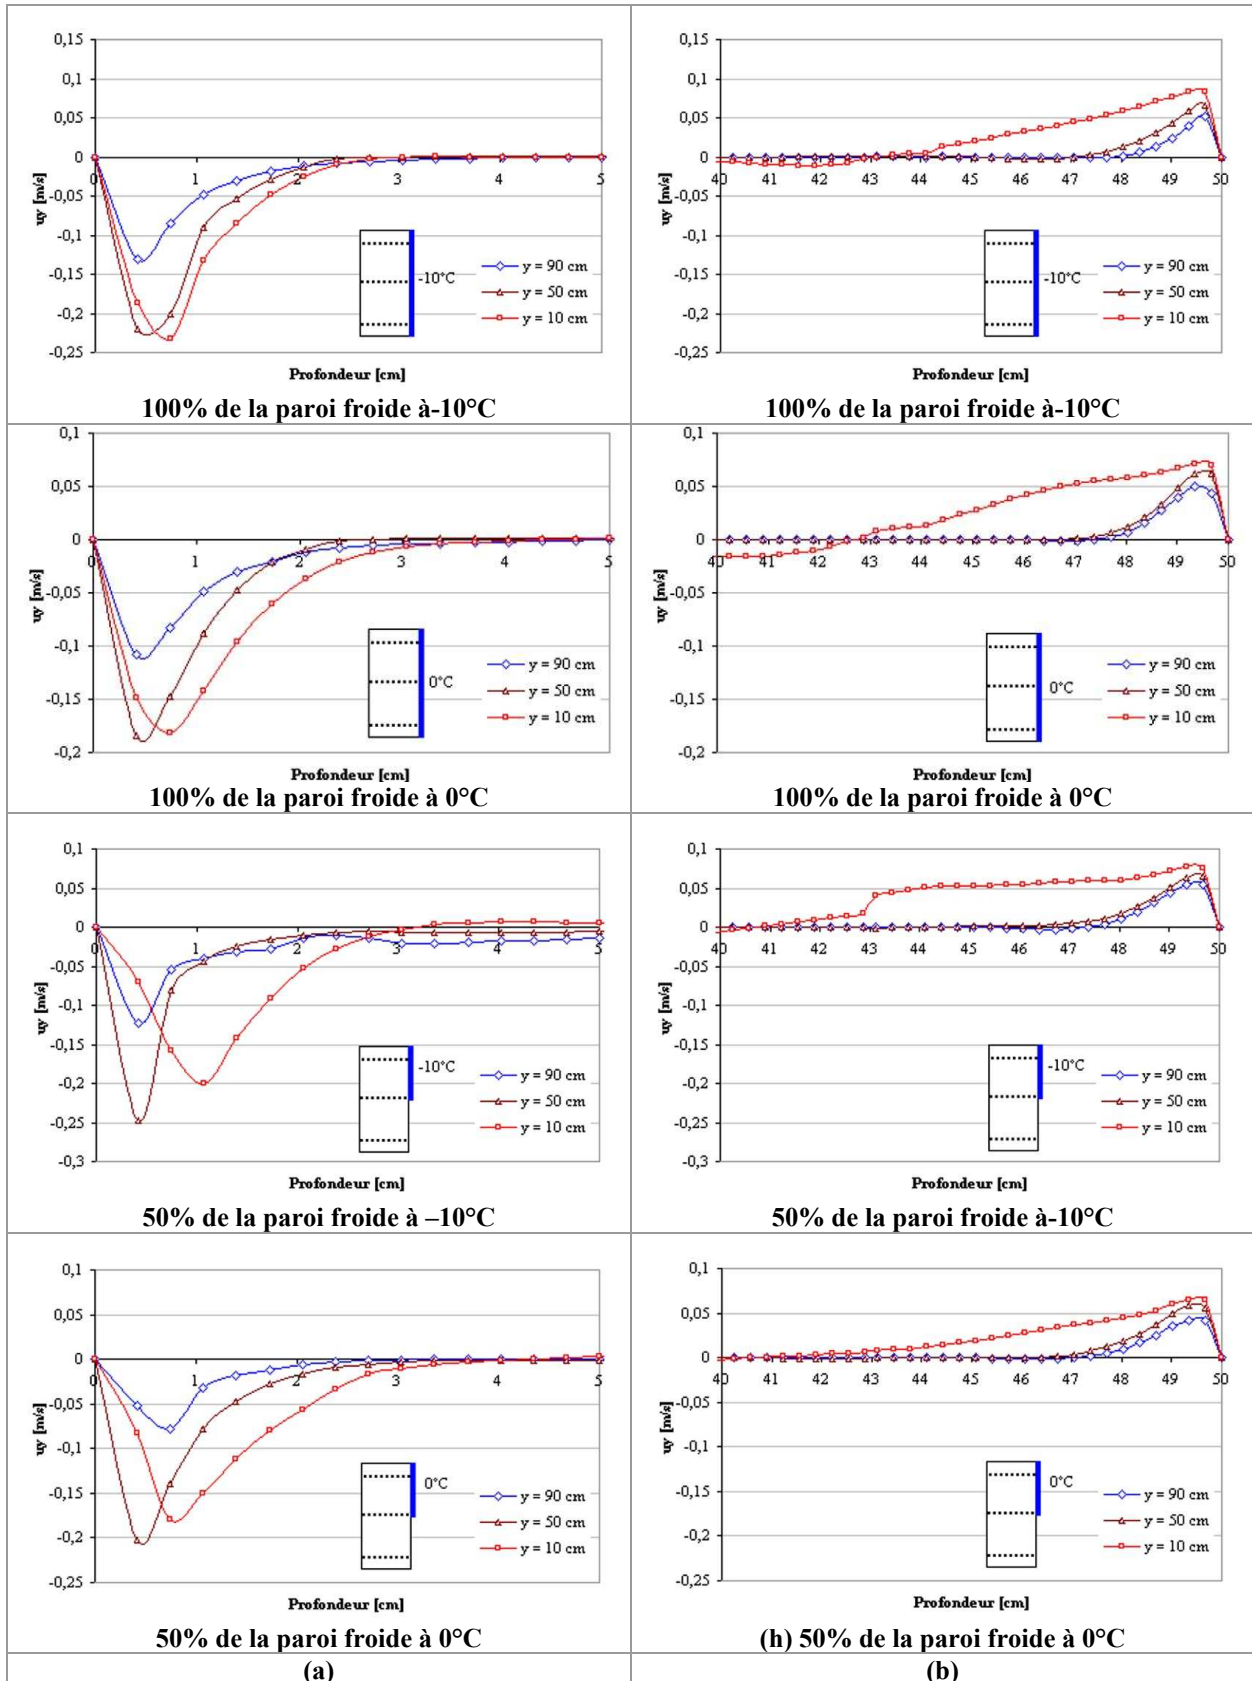 0,15
0,1
0,05
0
-0,05
-0,1
-0,15
-0,2
-0,25
uy [m/s]
0 1 2 3 4 5
-10°C
y = 90 cm
y = 50 cm
y = 10 cm
Profondeur [cm]
100% de la paroi froide à-10°C
0,15
0,1
0,05
0
-0,05
-0,1
-0,15
-0,2
-0,25
uy [m/s]
40 41 42 43 44 45 46 47 48 49 50
-10°C
y = 90 cm
y = 50 cm
y = 10 cm
Profondeur [cm]
100% de la paroi froide à-10°C
0,1
0,05
0
-0,05
-0,1
-0,15
-0,2
uy [m/s]
0 1 2 3 4 5
0°C
y = 90 cm
y = 50 cm
y = 10 cm
Profondeur [cm]
100% de la paroi froide à 0°C
0,1
0,05
0
-0,05
-0,1
-0,15
-0,2
uy [m/s]
40 41 42 43 44 45 46 47 48 49 50
0°C
y = 90 cm
y = 50 cm
y = 10 cm
Profondeur [cm]
100% de la paroi froide à 0°C
0,1
0,05
0
-0,05
-0,1
-0,15
-0,2
-0,25
-0,3
uy [m/s]
0 1 2 3 4 5
-10°C
y = 90 cm
y = 50 cm
y = 10 cm
Profondeur [cm]
50% de la paroi froide à –10°C
0,1
0,05
0
-0,05
-0,1
-0,15
-0,2
-0,25
-0,3
uy [m/s]
40 41 42 43 44 45 46 47 48 49 50
-10°C
y = 90 cm
y = 50 cm
y = 10 cm
Profondeur [cm]
50% de la paroi froide à-10°C
0,1
0,05
0
-0,05
-0,1
-0,15
-0,2
-0,25
uy [m/s]
0 1 2 3 4 5
0°C
y = 90 cm
y = 50 cm
y = 10 cm
Profondeur [cm]
50% de la paroi froide à 0°C
0,1
0,05
0
-0,05
-0,1
-0,15
-0,2
-0,25
uy [m/s]
40 41 42 43 44 45 46 47 48 49 50
0°C
y = 90 cm
y = 50 cm
y = 10 cm
Profondeur [cm]
(h) 50% de la paroi froide à 0°C
(a)
(b)